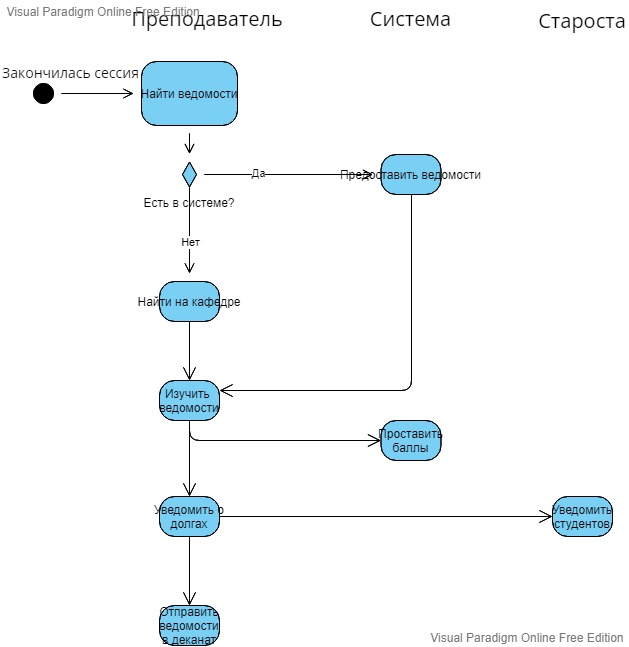 Visual Paradigm Online Free Edition
Преподаватель
Система
Староста
Закончилась сессия
Найти ведомости
Да
Предоставить ведомости
Есть в системе?
Нет
Найти на кафедре
Изучить
ведомости
Проставить
баллы
Уведомить о
долгах
Уведомить
студентов
Отправить
ведомости
в деканат
Visual Paradigm Online Free Edition